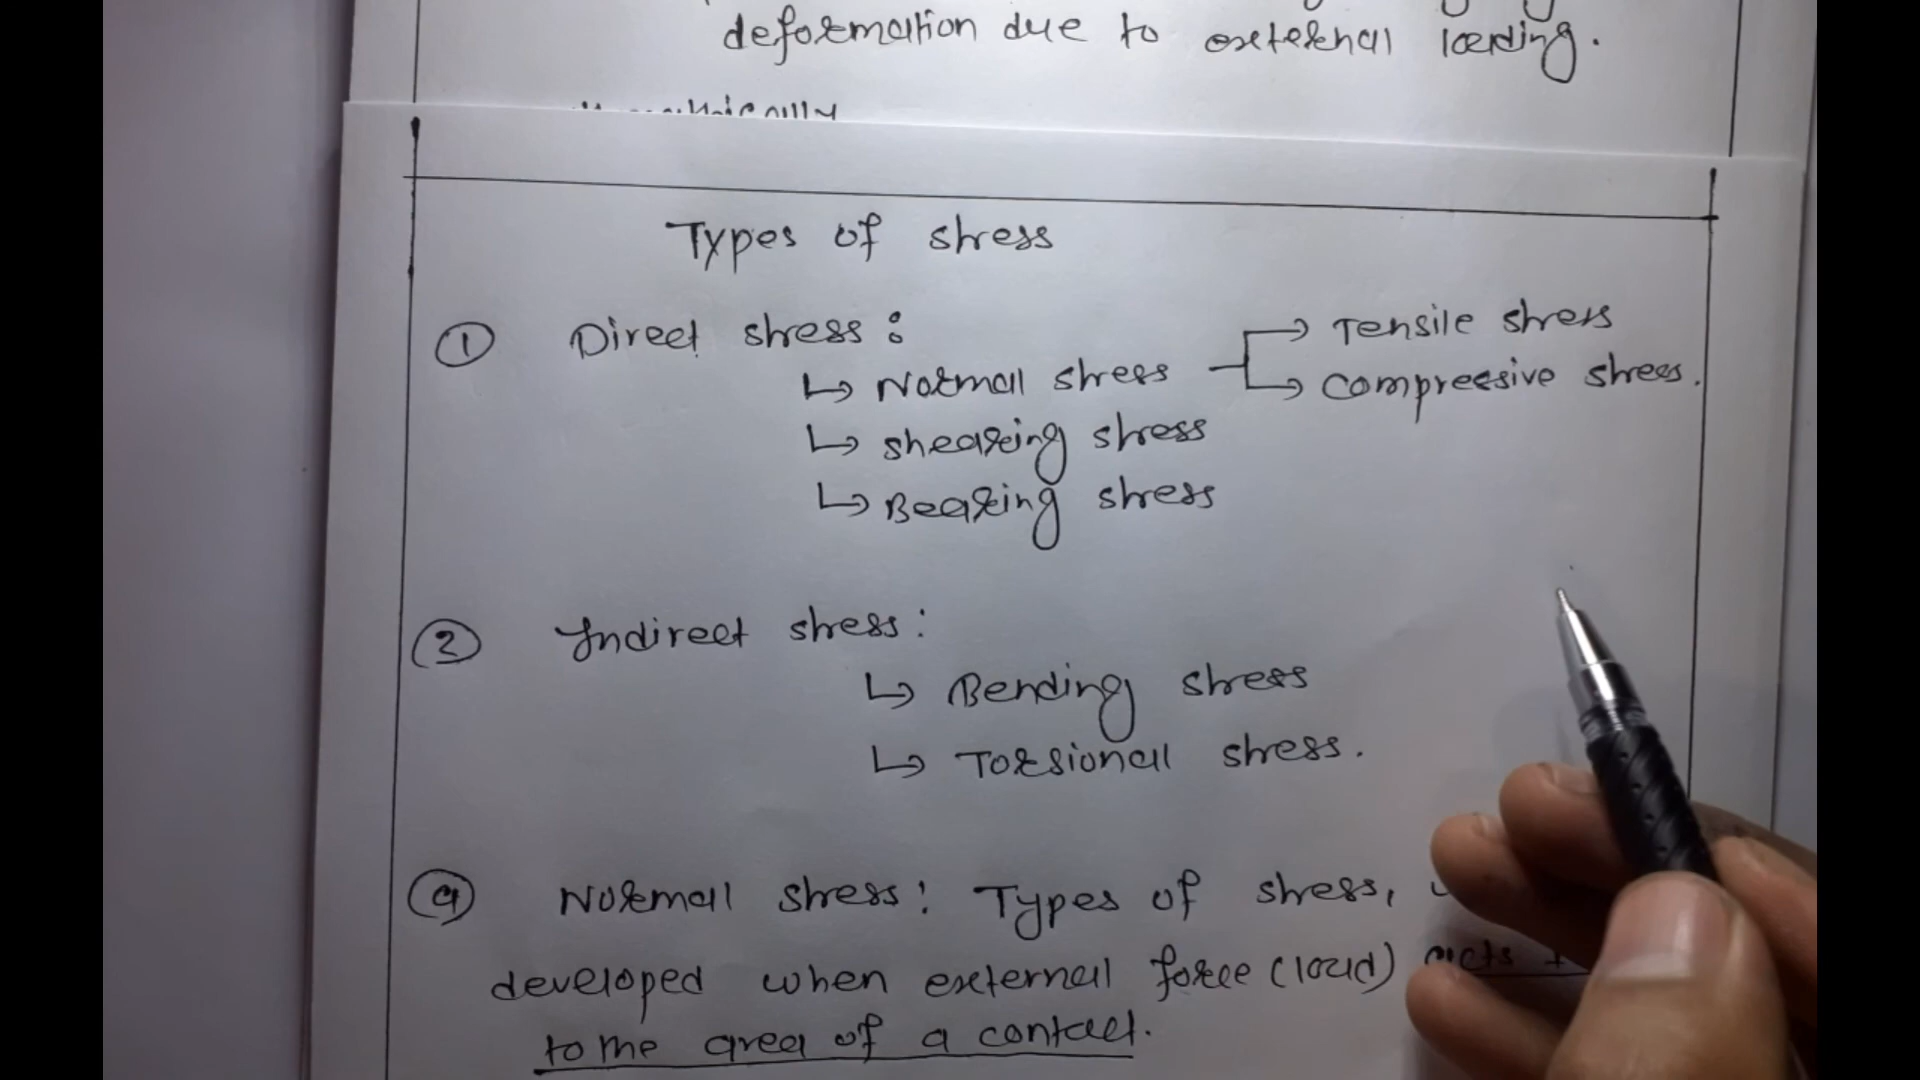 deformation due to external loading.
Types of stress
① Direct stress:
↳ Normal stress → Tensile stress
→ compressive stress.
↳ shearing stress
↳ Bearing stress
② Indirect stress:
↳ Bending stress
↳ Torsional stress.
ⓐ Normal stress: Types of stress,
developed when external force (load) acts
to the area of a contact.